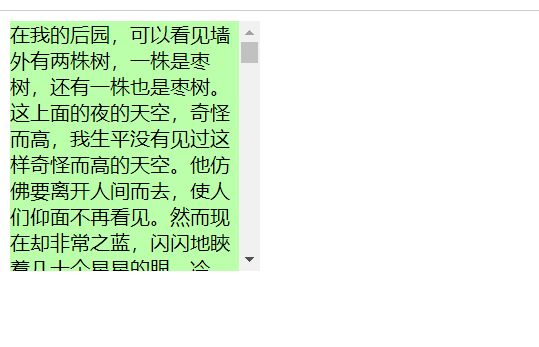 在我的后园，可以看见墙
外有两株树，一株是枣
树，还有一株也是枣树。
这上面的夜的天空，奇怪
而高，我生平没有见过这
样奇怪而高的天空。他仿
佛要离开人间而去，使人
们仰面不再看见。然而现
在却非常之蓝，闪闪地䀹
着几十个星星的眼，冷